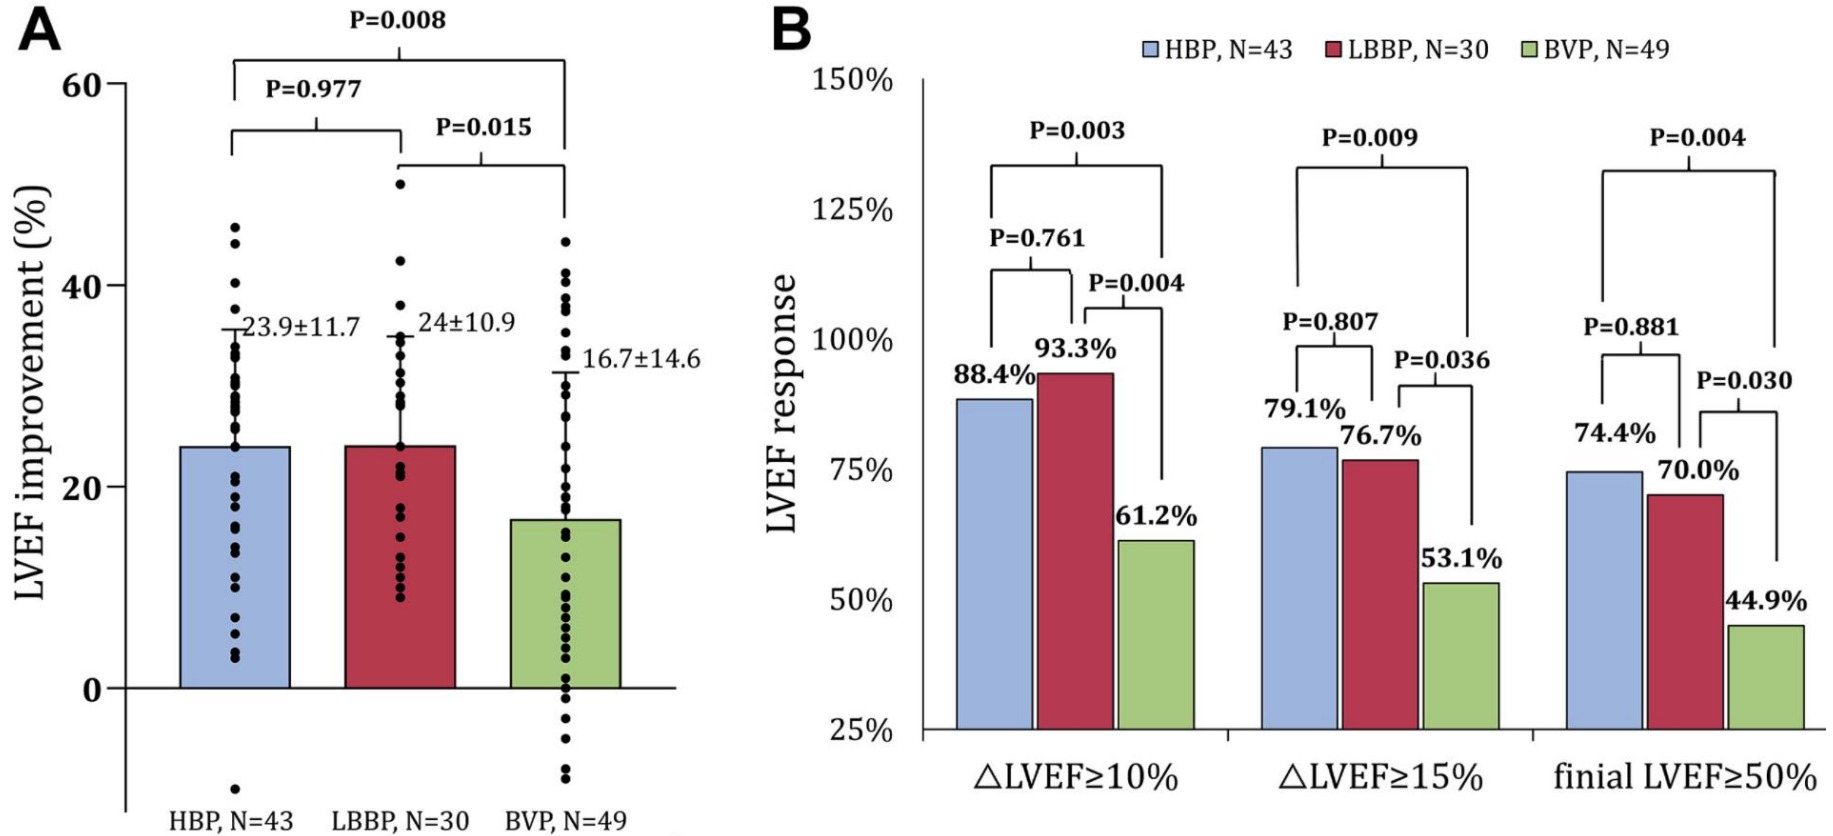 A
P=0.008
P=0.977
P=0.015
60
40
20
0
LVEF improvement (%)
23.9±11.7
24±10.9
16.7±14.6
HBP, N=43
LBBP, N=30
BVP, N=49
B
HBP, N=43
LBBP, N=30
BVP, N=49
150%
125%
100%
75%
50%
25%
LVEF response
P=0.003
P=0.761
P=0.004
88.4%
93.3%
61.2%
P=0.009
P=0.807
P=0.036
79.1%
76.7%
53.1%
P=0.004
P=0.881
P=0.030
74.4%
70.0%
44.9%
△LVEF≥10%
△LVEF≥15%
finial LVEF≥50%